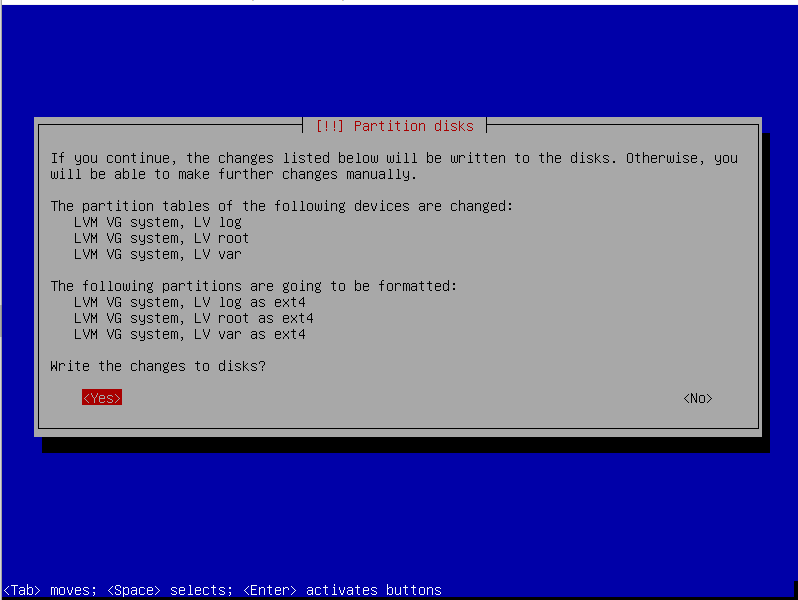 [!!] Partition disks
If you continue, the changes listed below will be written to the disks. Otherwise, you
will be able to make further changes manually.
The partition tables of the following devices are changed:
LVM VG system, LV log
LVM VG system, LV root
LVM VG system, LV var
The following partitions are going to be formatted:
LVM VG system, LV log as ext4
LVM VG system, LV root as ext4
LVM VG system, LV var as ext4
Write the changes to disks?
<Yes> <No>
<Tab> moves; <Space> selects; <Enter> activates buttons